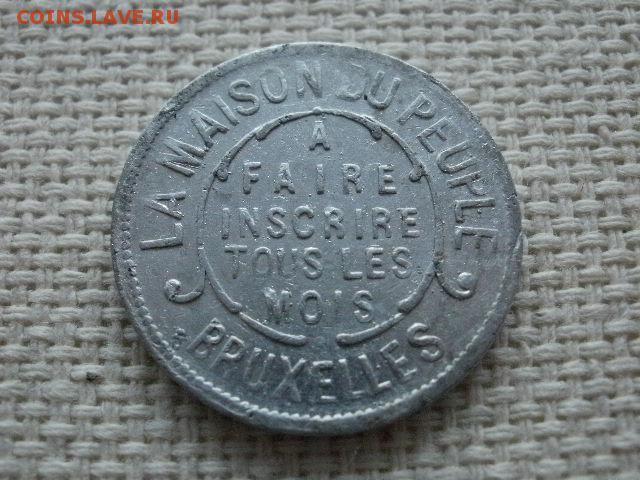 COINS.LAVE.RU
LA MAISON DU PEUPLE
A
FAIRE
INSCRIRE
TOUS LES
MOIS
BRUXELLES